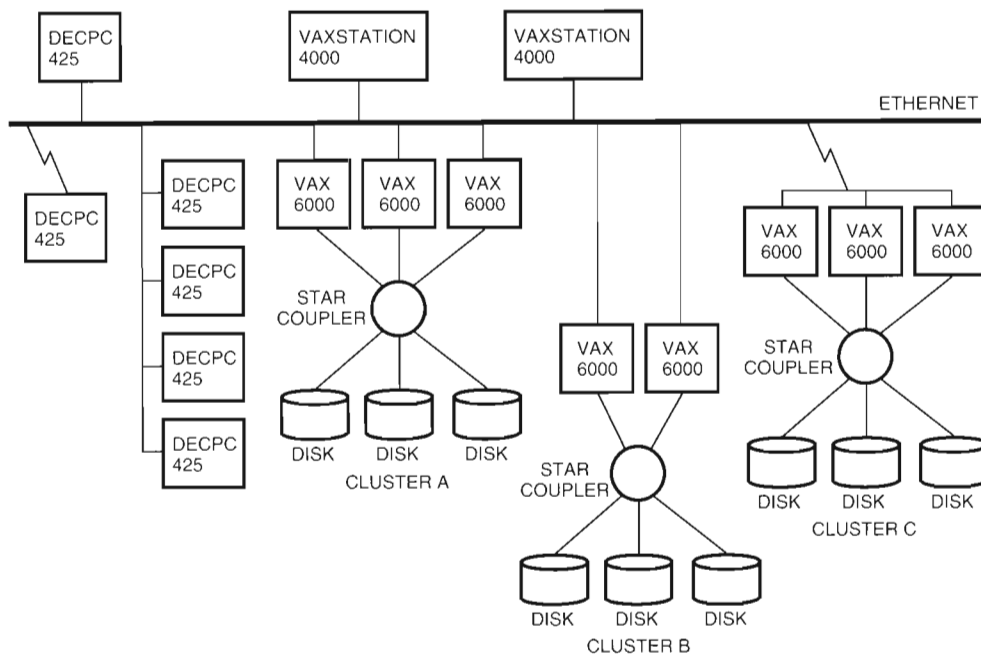 DECPC
425
VAXSTATION
4000
VAXSTATION
4000
ETHERNET
DECPC
425
DECPC
425
DECPC
425
DECPC
425
DECPC
425
VAX
6000
VAX
6000
VAX
6000
STAR
COUPLER
DISK
DISK
DISK
CLUSTER A
VAX
6000
VAX
6000
STAR
COUPLER
DISK
DISK
DISK
CLUSTER B
VAX
6000
VAX
6000
VAX
6000
STAR
COUPLER
DISK
DISK
DISK
CLUSTER C